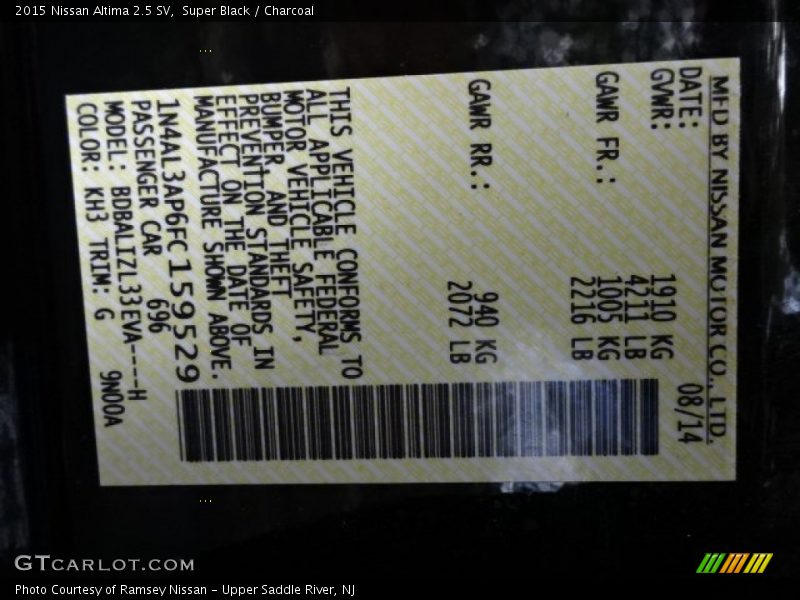 2015 Nissan Altima 2.5 SV,  Super Black / Charcoal
MFD BY NISSAN MOTOR CO., LTD.
DATE: 08/14
GVWR: 1910 KG
4211 LB
GAWR FR.: 1005 KG
2216 LB
GAWR RR.: 940 KG
2072 LB
THIS VEHICLE CONFORMS TO
ALL APPLICABLE FEDERAL
MOTOR VEHICLE SAFETY,
BUMPER AND THEFT
PREVENTION STANDARDS IN
EFFECT ON THE DATE OF
MANUFACTURE SHOWN ABOVE.
1N4AL3AP6FC159529
PASSENGER CAR 696
MODEL: BDBALTZL33EVA----H
COLOR: KH3 TRIM: G 9N00A
GTCARLOT.COM
Photo Courtesy of Ramsey Nissan - Upper Saddle River, NJ